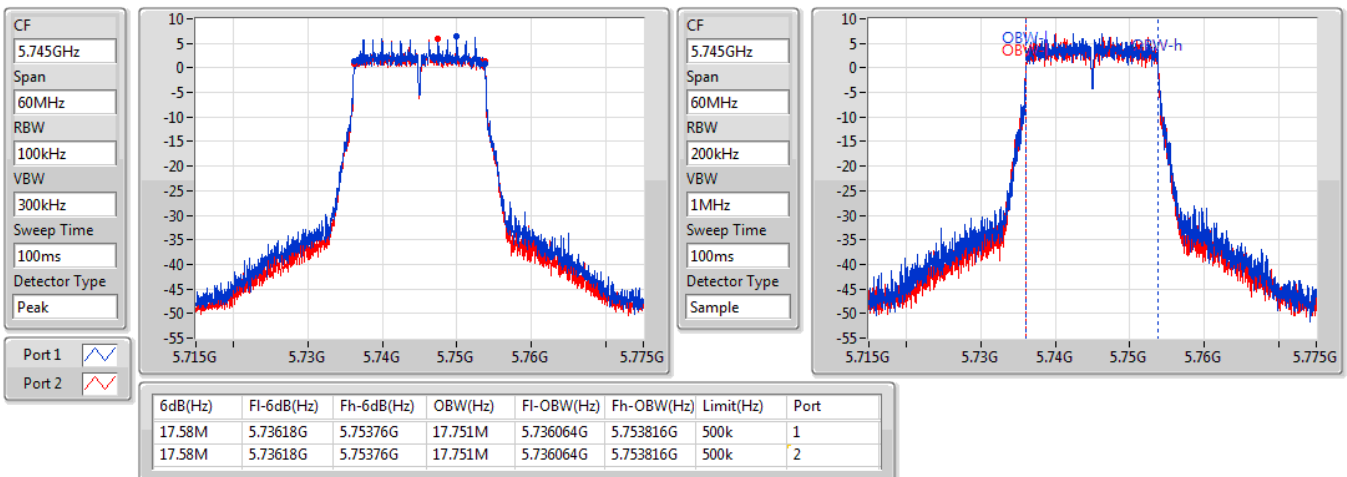 CF
5.745GHz
Span
60MHz
RBW
100kHz
VBW
300kHz
Sweep Time
100ms
Detector Type
Peak
Port 1
Port 2
10
5
0
-5
-10
-15
-20
-25
-30
-35
-40
-45
-50
-55
5.715G 5.73G 5.74G 5.75G 5.76G 5.775G
CF
5.745GHz
Span
60MHz
RBW
200kHz
VBW
1MHz
Sweep Time
100ms
Detector Type
Sample
10
5
0
-5
-10
-15
-20
-25
-30
-35
-40
-45
-50
-55
OBW-h
5.715G 5.73G 5.74G 5.75G 5.76G 5.775G
6dB(Hz) Fl-6dB(Hz) Fh-6dB(Hz) OBW(Hz) Fl-OBW(Hz) Fh-OBW(Hz) Limit(Hz) Port
17.58M 5.73618G 5.75376G 17.751M 5.736064G 5.753816G 500k 1
17.58M 5.73618G 5.75376G 17.751M 5.736064G 5.753816G 500k 2